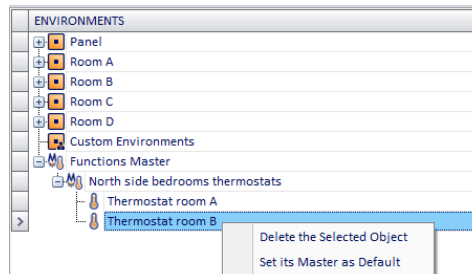 ENVIRONMENTS
Panel
Room A
Room B
Room C
Room D
Custom Environments
Functions Master
North side bedrooms thermostats
Thermostat room A
Thermostat room B
Delete the Selected Object
Set its Master as Default